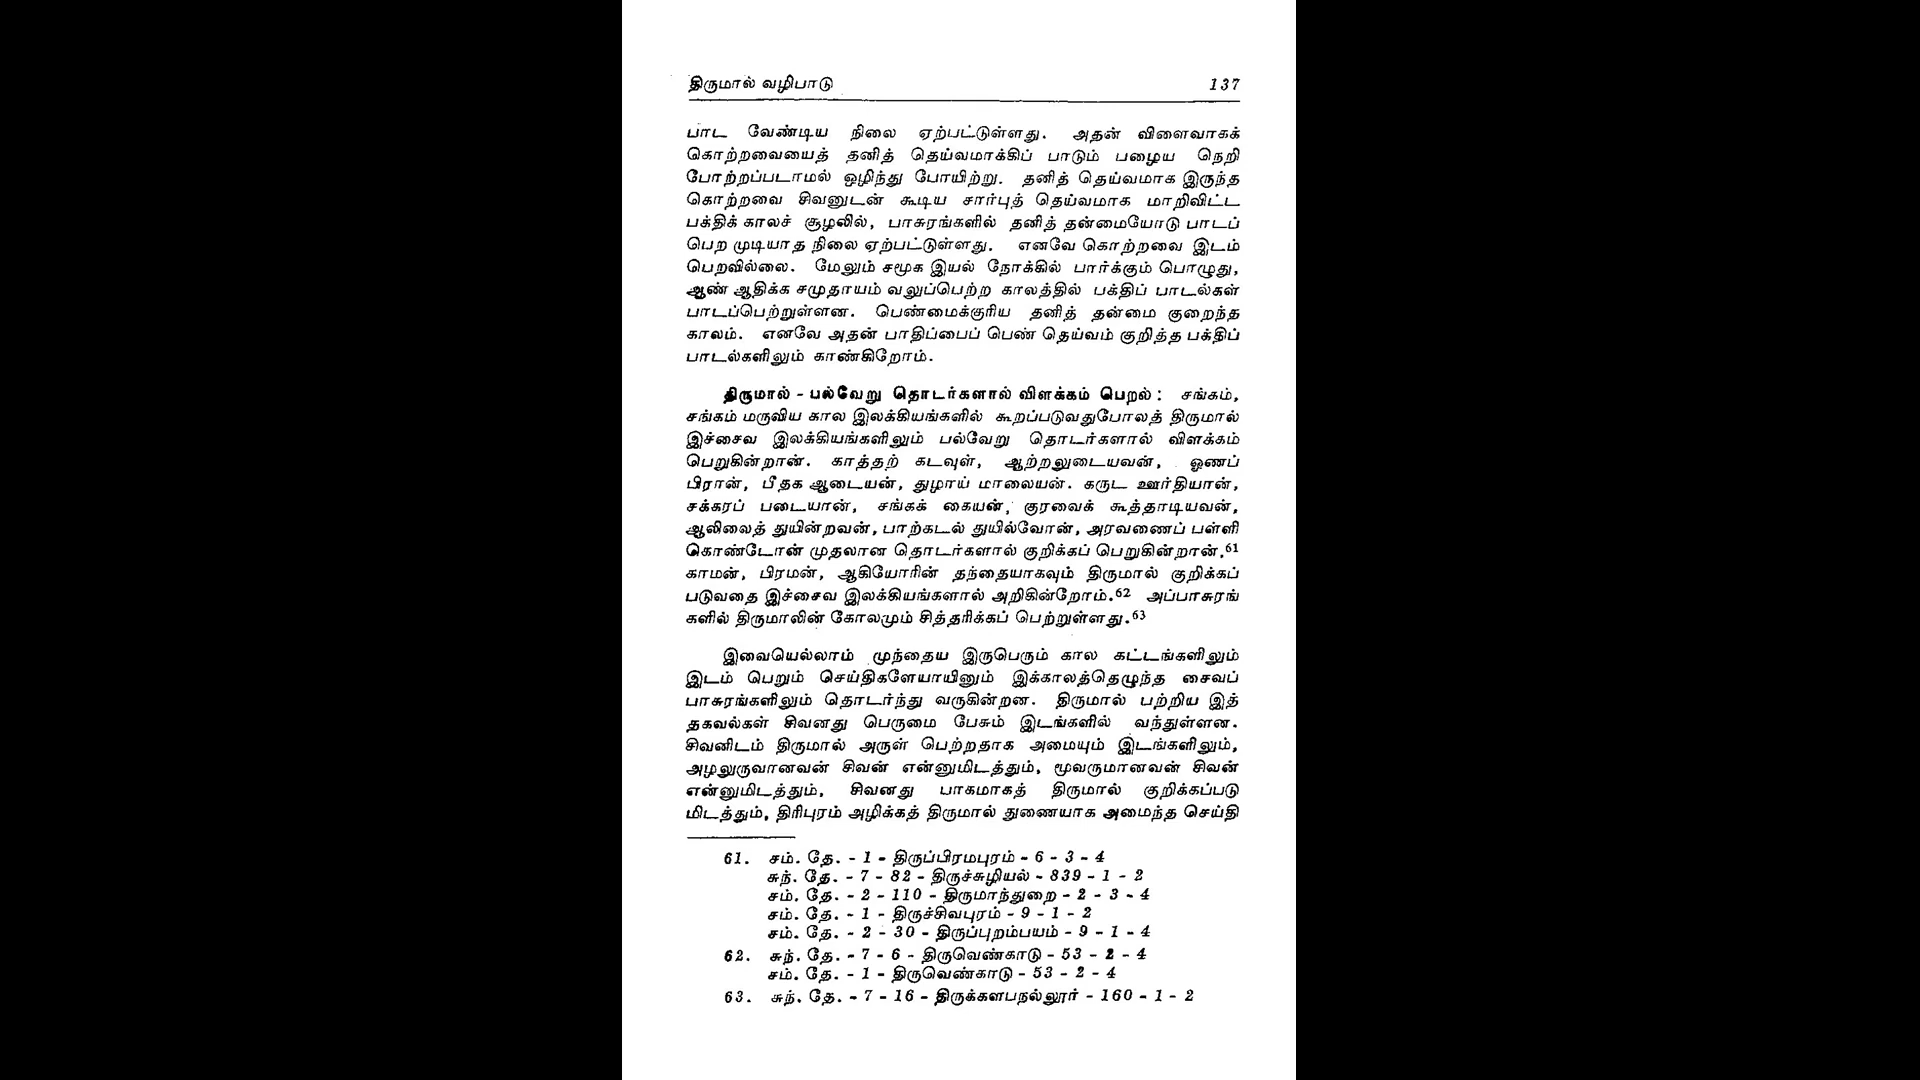 திருமால் வழிபாடு 137
பாட வேண்டிய நிலை ஏற்பட்டுள்ளது. அதன் விளைவாகக்
கொற்றவையைத் தனித் தெய்வமாக்கிப் பாடும் பழைய நெறி
போற்றப்படாமல் ஒழிந்து போயிற்று. தனித் தெய்வமாக இருந்த
கொற்றவை சிவனுடன் கூடிய சார்புத் தெய்வமாக மாறிவிட்ட
பக்திக் காலச் சூழலில், பாசுரங்களில் தனித் தன்மையோடு பாடப்
பெற முடியாத நிலை ஏற்பட்டுள்ளது. எனவே கொற்றவை இடம்
பெறவில்லை. மேலும் சமூக இயல் நோக்கில் பார்க்கும் பொழுது,
ஆண் ஆதிக்க சமுதாயம் வலுப்பெற்ற காலத்தில் பக்திப் பாடல்கள்
பாடப்பெற்றுள்ளன. பெண்மைக்குரிய தனித் தன்மை குறைந்த
காலம். எனவே அதன் பாதிப்பைப் பெண் தெய்வம் குறித்த பக்திப்
பாடல்களிலும் காண்கிறோம்.
திருமால் - பல்வேறு தொடர்களால் விளக்கம் பெறல் : சங்கம்,
சங்கம் மருவிய கால இலக்கியங்களில் கூறப்படுவதுபோலத் திருமால்
இச்சைவ இலக்கியங்களிலும் பல்வேறு தொடர்களால் விளக்கம்
பெறுகின்றான். காத்தற் கடவுள், ஆற்றலுடையவன், ஓணப்
பிரான், பீதக ஆடையன், துழாய் மாலையன். கருட ஊர்தியான்,
சக்கரப் படையான், சங்கக் கையன், குரவைக் கூத்தாடியவன்,
ஆலிலைத் துயின்றவன், பாற்கடல் துயில்வோன், அரவணைப் பள்ளி
கொண்டோன் முதலான தொடர்களால் குறிக்கப் பெறுகின்றான்.61
காமன், பிரமன், ஆகியோரின் தந்தையாகவும் திருமால் குறிக்கப்
படுவதை இச்சைவ இலக்கியங்களால் அறிகின்றோம்.62 அப்பாசுரங்
களில் திருமாலின் கோலமும் சித்தரிக்கப் பெற்றுள்ளது.63
இவையெல்லாம் முந்தைய இருபெரும் கால கட்டங்களிலும்
இடம் பெறும் செய்திகளேயாயினும் இக்காலத்தெழுந்த சைவப்
பாசுரங்களிலும் தொடர்ந்து வருகின்றன. திருமால் பற்றிய இத்
தகவல்கள் சிவனது பெருமை பேசும் இடங்களில் வந்துள்ளன.
சிவனிடம் திருமால் அருள் பெற்றதாக அமையும் இடங்களிலும்,
அழலுருவானவன் சிவன் என்னுமிடத்தும், மூவருமானவன் சிவன்
என்னுமிடத்தும், சிவனது பாகமாகத் திருமால் குறிக்கப்படு
மிடத்தும், திரிபுரம் அழிக்கத் திருமால் துணையாக அமைந்த செய்தி
61. சம். தே. - 1 - திருப்பிரமபுரம் - 6 - 3 - 4
சுந். தே. - 7 - 82 - திருச்சுழியல் - 839 - 1 - 2
சம். தே. - 2 - 110 - திருமாந்துறை - 2 - 3 - 4
சம். தே. - 1 - திருச்சிவபுரம் - 9 - 1 - 2
சம். தே. - 2 - 30 - திருப்புறம்பயம் - 9 - 1 - 4
62. சுந். தே. - 7 - 6 - திருவெண்காடு - 53 - 2 - 4
சம். தே. - 1 - திருவெண்காடு - 53 - 2 - 4
63. சுந். தே. - 7 - 16 - திருக்களபநல்லூர் - 160 - 1 - 2